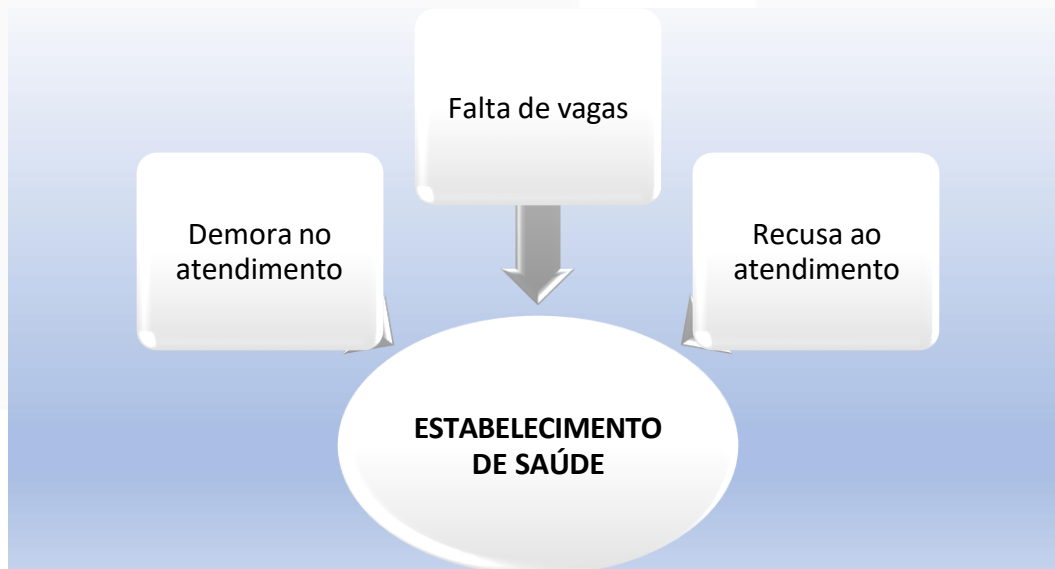 Falta de vagas
Demora no
atendimento
Recusa ao
atendimento
ESTABELECIMENTO
DE SAÚDE